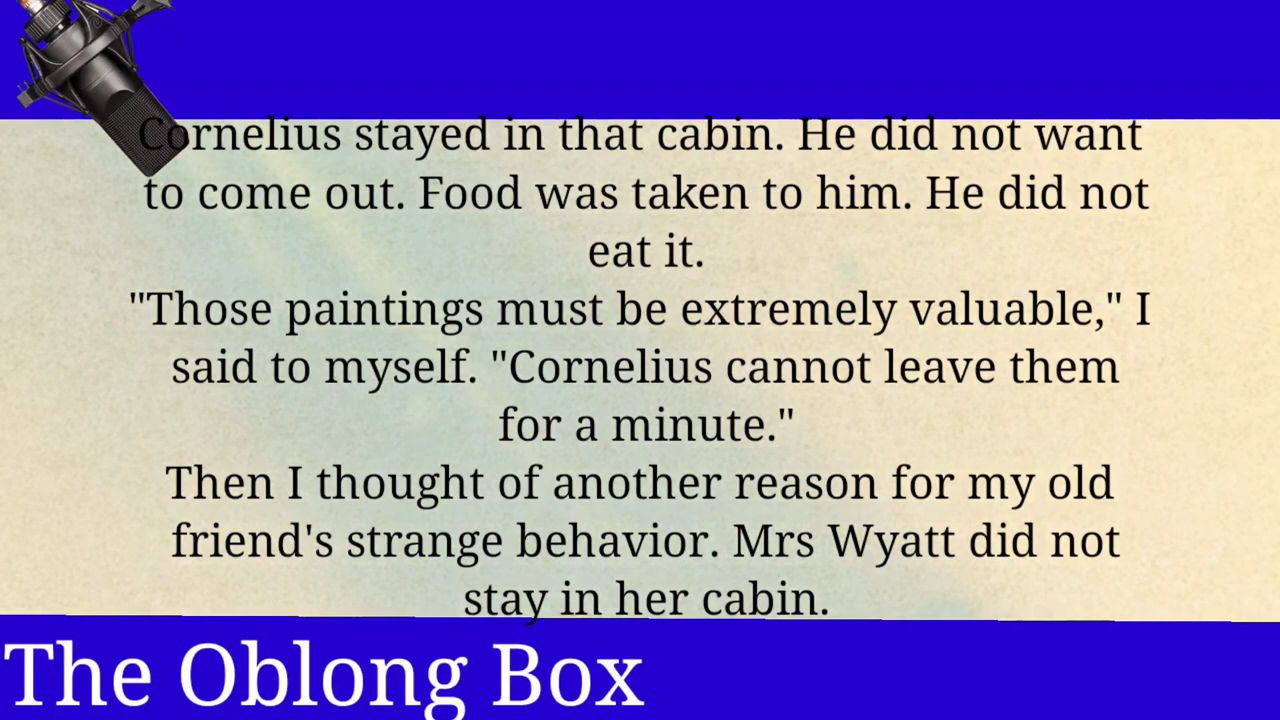 Cornelius stayed in that cabin. He did not want
to come out. Food was taken to him. He did not
eat it.
"Those paintings must be extremely valuable," I
said to myself. "Cornelius cannot leave them
for a minute."
Then I thought of another reason for my old
friend's strange behavior. Mrs Wyatt did not
stay in her cabin.
The Oblong Box